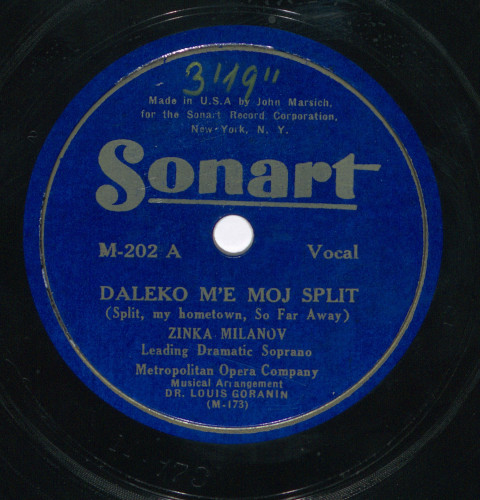 3'19"
Made in U.S.A by John Marsich,
for the Sonart Record Corporation,
New York, N. Y.
Sonart
M-202 A Vocal
DALEKO M'E MOJ SPLIT
(Split, my hometown, So Far Away)
ZINKA MILANOV
Leading Dramatic Soprano
Metropolitan Opera Company
Musical Arrangement
DR. LOUIS GORANIN
(M-173)